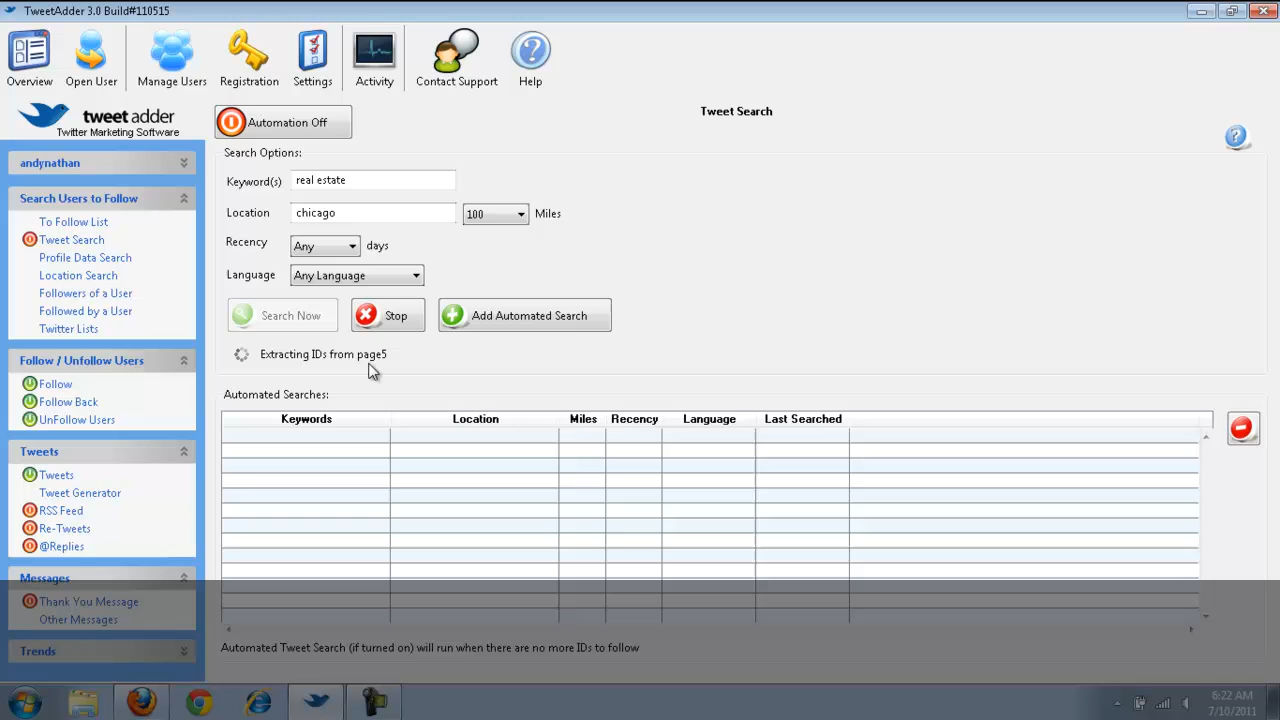 TweetAdder 3.0 Build#110515
Overview
Open User
Manage Users
Registration
Settings
Activity
Contact Support
Help
tweet adder
Twitter Marketing Software
Automation Off
Tweet Search
andynathan
Search Users to Follow
To Follow List
Tweet Search
Profile Data Search
Location Search
Followers of a User
Followed by a User
Twitter Lists
Follow / Unfollow Users
Follow
Follow Back
UnFollow Users
Tweets
Tweets
Tweet Generator
RSS Feed
Re-Tweets
@Replies
Messages
Thank You Message
Other Messages
Trends
Search Options:
Keyword(s) real estate
Location chicago 100 Miles
Recency Any days
Language Any Language
Search Now Stop Add Automated Search
Extracting IDs from page5
Automated Searches:
Keywords Location Miles Recency Language Last Searched
Automated Tweet Search (if turned on) will run when there are no more IDs to follow
6:22 AM
7/10/2011